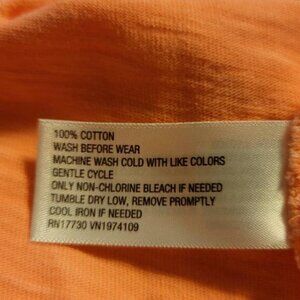 100% COTTON
WASH BEFORE WEAR
MACHINE WASH COLD WITH LIKE COLORS
GENTLE CYCLE
ONLY NON-CHLORINE BLEACH IF NEEDED
TUMBLE DRY LOW, REMOVE PROMPTLY
COOL IRON IF NEEDED
RN17730 VN1974109